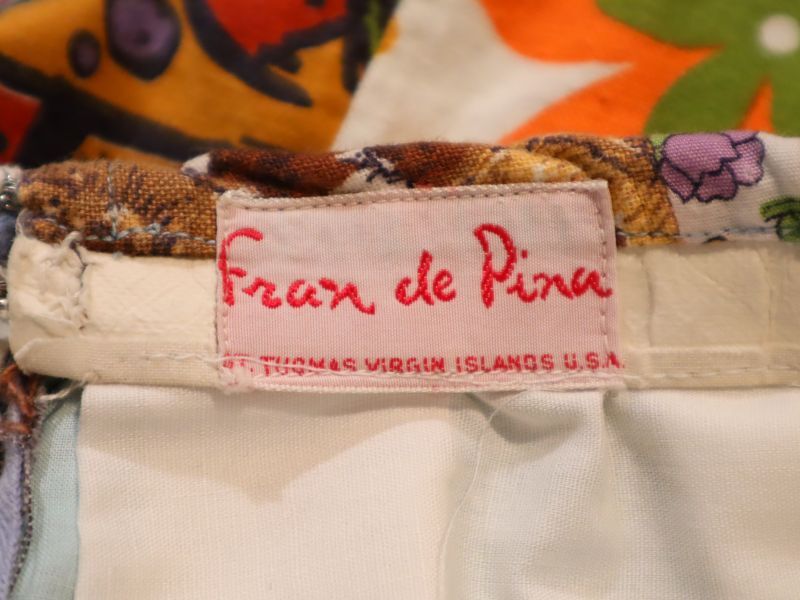 Fran de Pina
ST. THOMAS VIRGIN ISLANDS U.S.A.